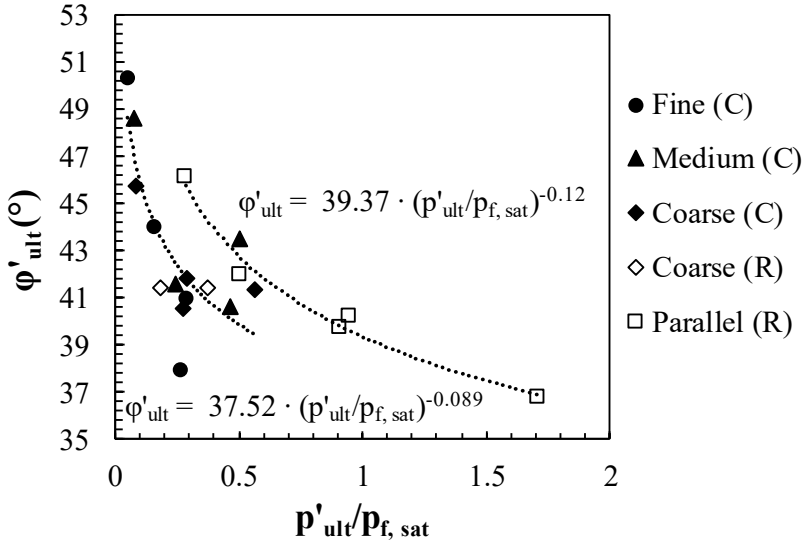 53
51
49
47
45
43
41
39
37
35
φ'ult (°)
φ'ult = 39.37 · (p'ult/pf, sat)-0.12
φ'ult = 37.52 · (p'ult/pf, sat)-0.089
0
0.5
1
1.5
2
p'ult/pf, sat
Fine (C)
Medium (C)
Coarse (C)
Coarse (R)
Parallel (R)